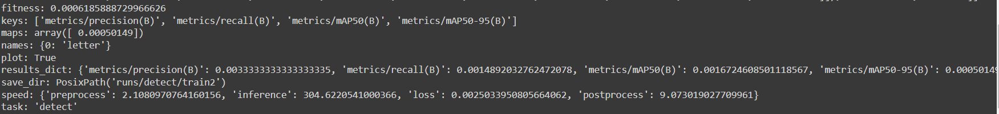 fitness: 0.0006185888729966626
keys: ['metrics/precision(B)', 'metrics/recall(B)', 'metrics/mAP50(B)', 'metrics/mAP50-95(B)']
maps: array([ 0.00050149])
names: {0: 'letter'}
plot: True
results_dict: {'metrics/precision(B)': 0.0033333333333333335, 'metrics/recall(B)': 0.0014892032762472078, 'metrics/mAP50(B)': 0.0016724608501118567, 'metrics/mAP50-95(B)': 0.00050149
save_dir: PosixPath('runs/detect/train2')
speed: {'preprocess': 2.1080970764160156, 'inference': 304.6220541000366, 'loss': 0.0025033950805664062, 'postprocess': 9.073019027709961}
task: 'detect'